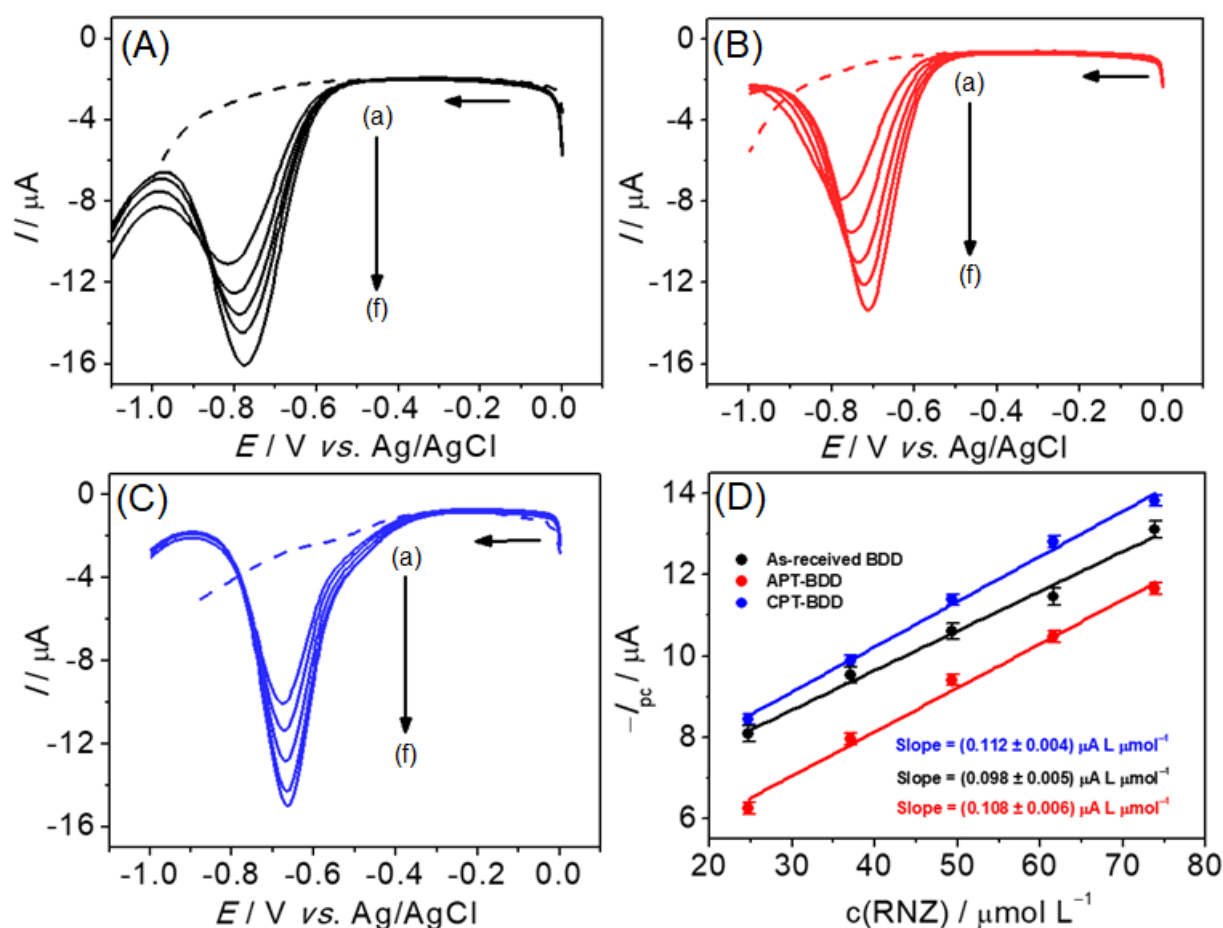 (A)
0
-4
-8
-12
-16
I // μA
(a)
(f)
-1.0 -0.8 -0.6 -0.4 -0.2 0.0
E / V vs. Ag/AgCl
(B)
0
-4
-8
-12
-16
I // μA
(a)
(f)
-1.0 -0.8 -0.6 -0.4 -0.2 0.0
E / V vs. Ag/AgCl
(C)
0
-4
-8
-12
-16
I // μA
(a)
(f)
-1.0 -0.8 -0.6 -0.4 -0.2 0.0
E / V vs. Ag/AgCl
(D)
14
12
10
8
6
−Ipc / μA
As-received BDD
APT-BDD
CPT-BDD
Slope = (0.112 ± 0.004) μA L μmol⁻¹
Slope = (0.098 ± 0.005) μA L μmol⁻¹
Slope = (0.108 ± 0.006) μA L μmol⁻¹
20 30 40 50 60 70 80
c(RNZ) / μmol L⁻¹